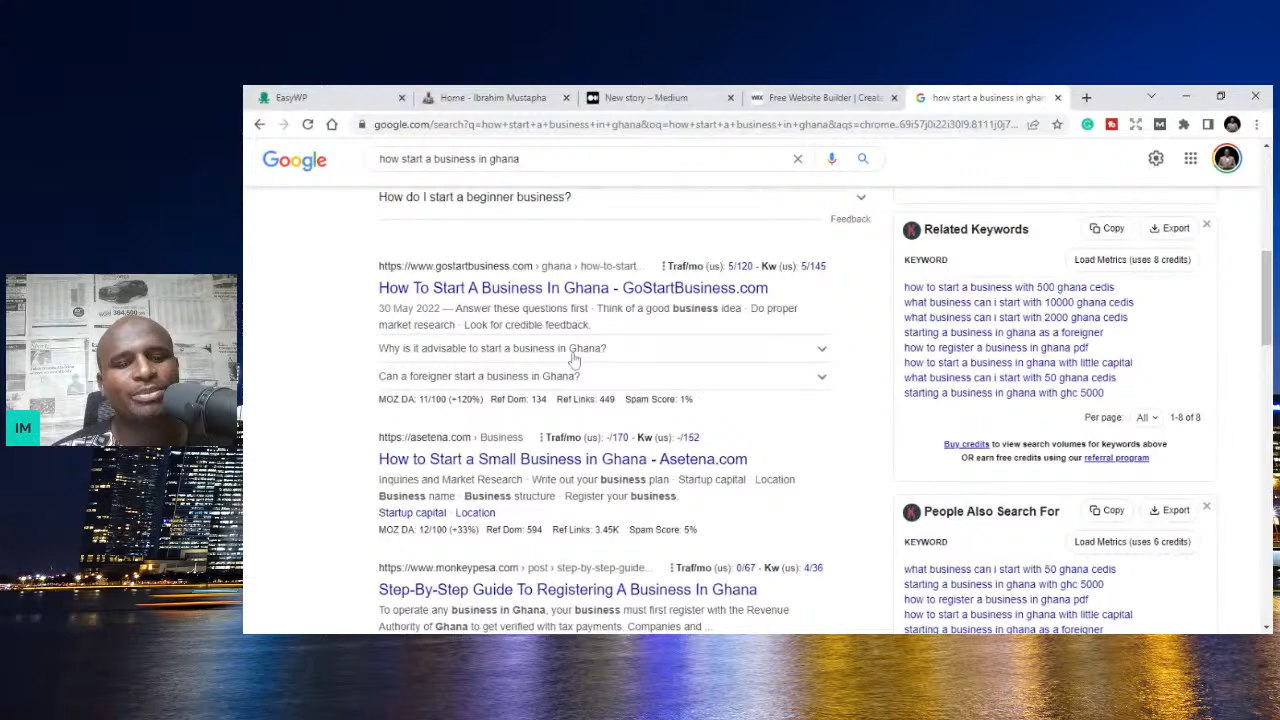 EasyWP
Home - Ibrahim Mustapha
New story – Medium
WIX Free Website Builder | Creat
how start a business in ghan
google.com/search?q=how+start+a+business+in+ghana&oq=how+start+a+business+in+ghana&aqs=chrome..69i57j0i22i30l9.8111j0j7...
Google
how start a business in ghana
How do I start a beginner business?
Feedback
https://www.gostartbusiness.com › ghana › how-to-start...
Traf/mo (us): 5/120 - Kw (us): 5/145
How To Start A Business In Ghana - GoStartBusiness.com
30 May 2022 — Answer these questions first · Think of a good business idea · Do proper
market research · Look for credible feedback.
Why is it advisable to start a business in Ghana?
Can a foreigner start a business in Ghana?
MOZ DA: 11/100 (+120%) Ref Dom: 134 Ref Links: 449 Spam Score: 1%
https://asetena.com › Business
Traf/mo (us): -/170 - Kw (us): -/152
How to Start a Small Business in Ghana - Asetena.com
Inquiries and Market Research · Write out your business plan · Startup capital · Location
Business name · Business structure · Register your business.
Startup capital · Location
MOZ DA: 12/100 (+33%) Ref Dom: 594 Ref Links: 3.45K Spam Score: 5%
https://www.monkeypesa.com › post › step-by-step-guide...
Traf/mo (us): 0/67 - Kw (us): 4/36
Step-By-Step Guide To Registering A Business In Ghana
To operate any business in Ghana, your business must first register with the Revenue
Authority of Ghana to get verified with tax payments. Companies and ...
Related Keywords
Copy
Export
KEYWORD
Load Metrics (uses 8 credits)
how to start a business with 500 ghana cedis
what business can i start with 10000 ghana cedis
what business can i start with 2000 ghana cedis
starting a business in ghana as a foreigner
how to register a business in ghana pdf
how to start a business in ghana with little capital
what business can i start with 50 ghana cedis
starting a business in ghana with ghc 5000
Per page: All 1-8 of 8
Buy credits to view search volumes for keywords above
OR earn free credits using our referral program
People Also Search For
Copy
Export
KEYWORD
Load Metrics (uses 6 credits)
what business can i start with 50 ghana cedis
starting a business in ghana with ghc 5000
how to register a business in ghana pdf
how to start a business in ghana with little capital
starting a business in ghana as a foreigner
IM